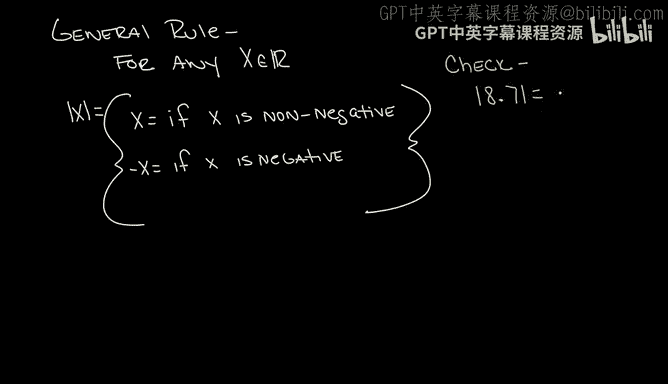 GPT中英字幕课程资源@bilibili.com
GPT中英字幕课程资源 bilibili
GENERAL RULE -
FOR ANY X∈ℝ
|x|=
X = if x is NON-Negative
-X = if x is NEGATIVE
CHECK -
|8.7|= .